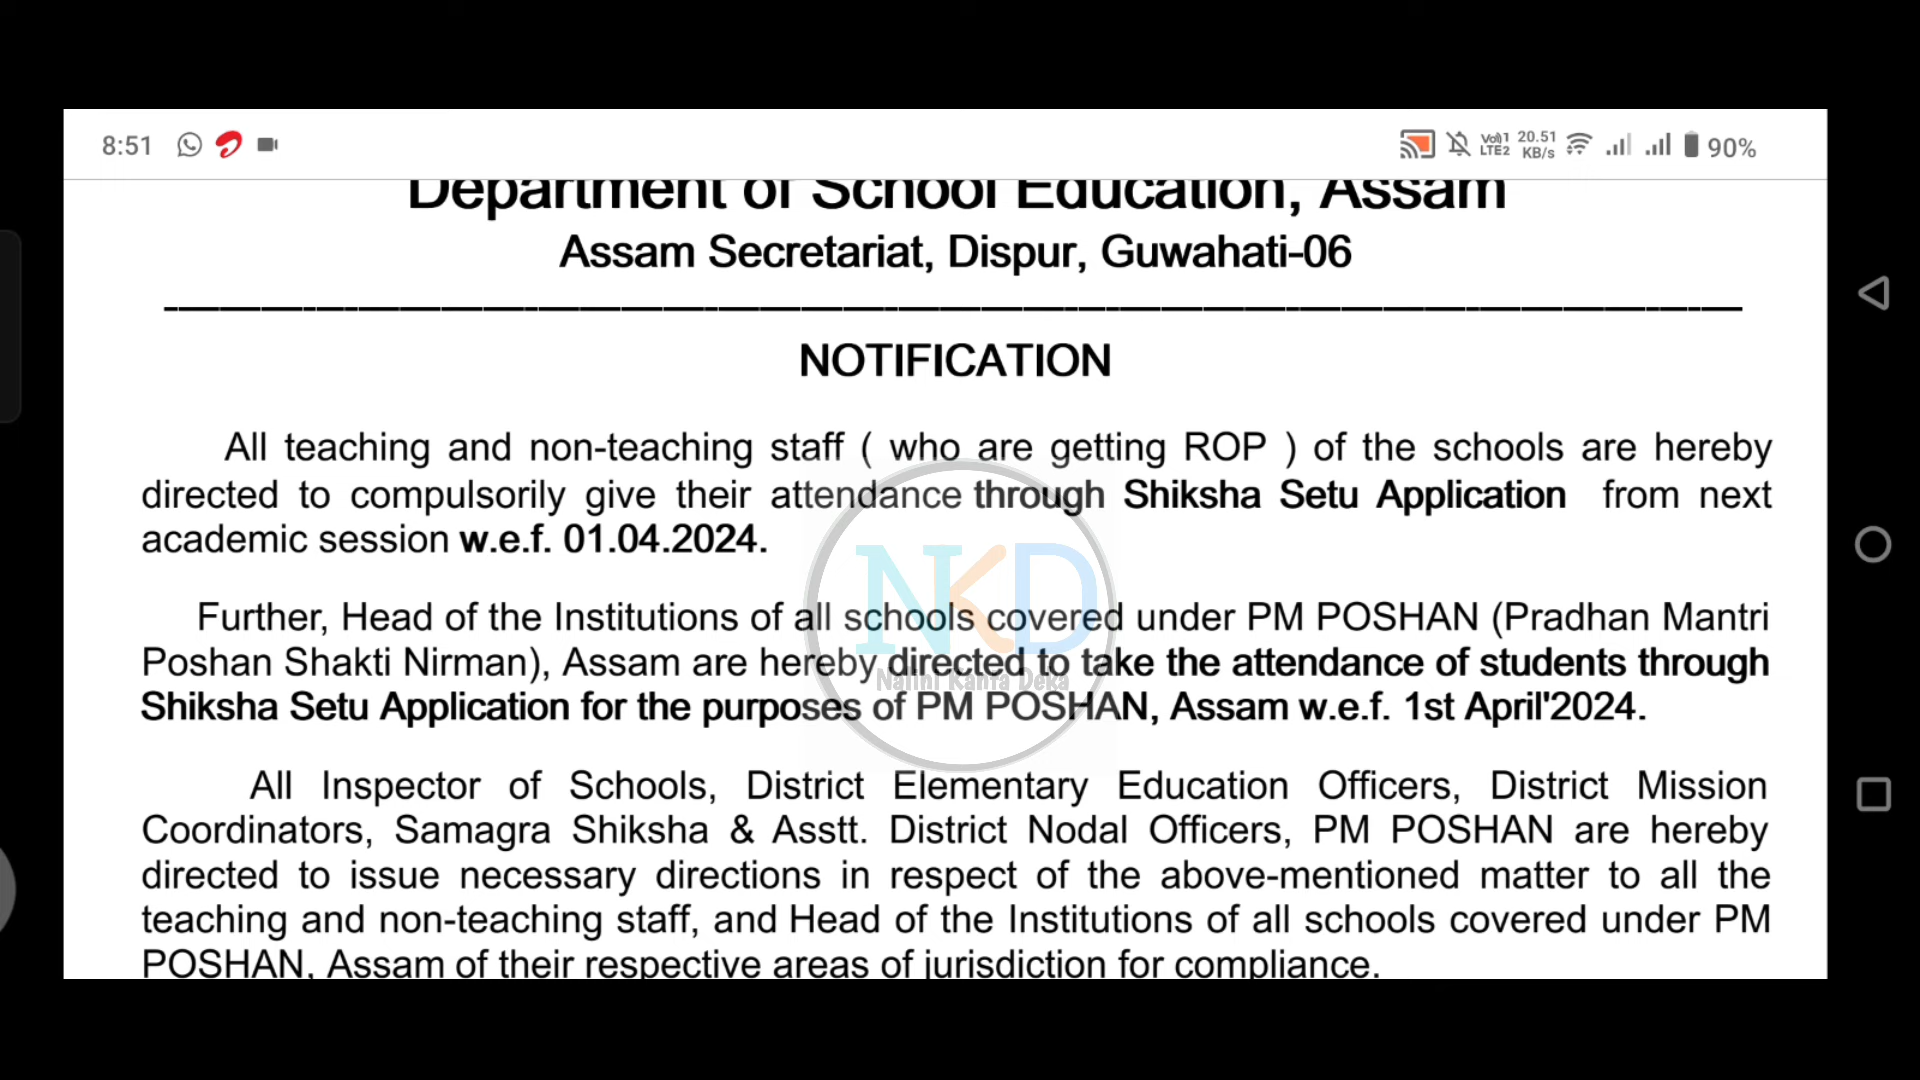 8:51 Vol)1 LTE2 20.51 KB/s 90%
Department of School Education, Assam
Assam Secretariat, Dispur, Guwahati-06
NOTIFICATION
All teaching and non-teaching staff ( who are getting ROP ) of the schools are hereby
directed to compulsorily give their attendance through Shiksha Setu Application from next
academic session w.e.f. 01.04.2024.
Further, Head of the Institutions of all schools covered under PM POSHAN (Pradhan Mantri
Poshan Shakti Nirman), Assam are hereby directed to take the attendance of students through
Shiksha Setu Application for the purposes of PM POSHAN, Assam w.e.f. 1st April'2024.
All Inspector of Schools, District Elementary Education Officers, District Mission
Coordinators, Samagra Shiksha & Asstt. District Nodal Officers, PM POSHAN are hereby
directed to issue necessary directions in respect of the above-mentioned matter to all the
teaching and non-teaching staff, and Head of the Institutions of all schools covered under PM
POSHAN, Assam of their respective areas of jurisdiction for compliance.
NKD
Nalini Kanta Deka